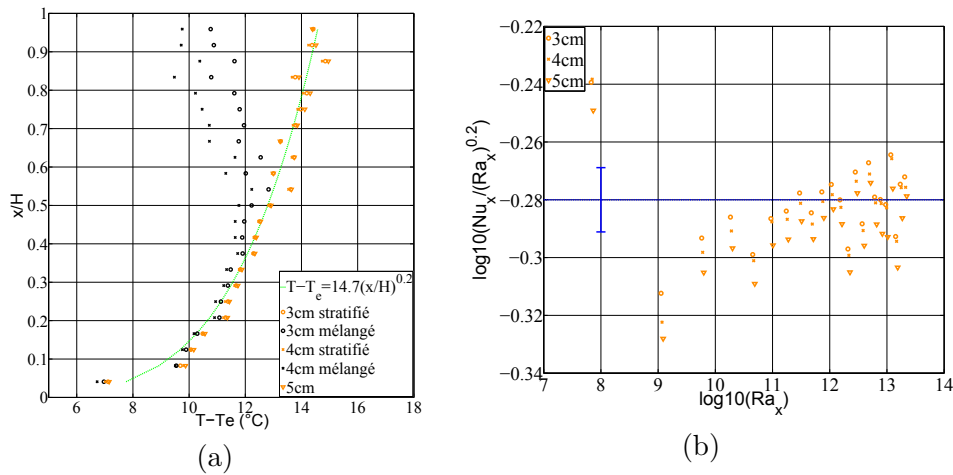 1
0.9
0.8
0.7
0.6
0.5
0.4
0.3
0.2
0.1
0
x/H
6 8 10 12 14 16 18
T−Te (°C)
T−Te=14.7(x/H)^0.2
3cm stratifié
3cm mélangé
4cm stratifié
4cm mélangé
5cm
(a)
−0.22
−0.24
−0.26
−0.28
−0.3
−0.32
−0.34
log10(Nux/(Rax)^0.2)
3cm
4cm
5cm
7 8 9 10 11 12 13 14
log10(Rax)
(b)